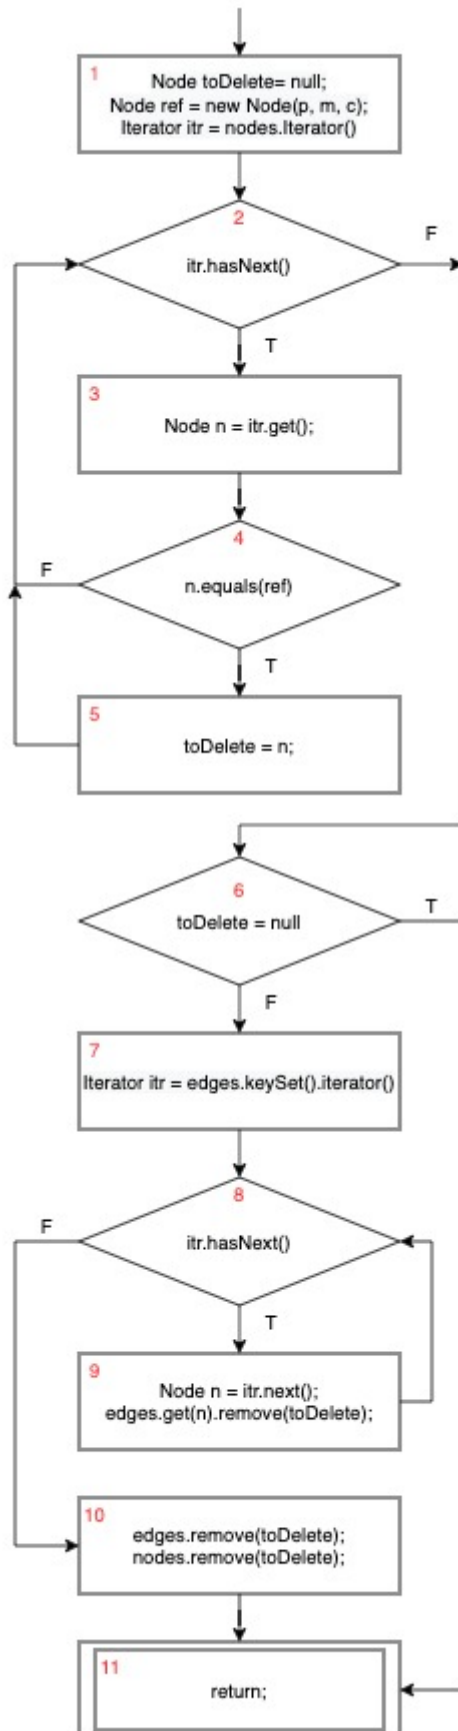 1
Node toDelete= null;
Node ref = new Node(p, m, c);
Iterator itr = nodes.Iterator()
2
itr.hasNext()
F
T
3
Node n = itr.get();
4
n.equals(ref)
F
T
5
toDelete = n;
6
toDelete = null
T
F
7
Iterator itr = edges.keySet().iterator()
8
itr.hasNext()
F
T
9
Node n = itr.next();
edges.get(n).remove(toDelete);
10
edges.remove(toDelete);
nodes.remove(toDelete);
11
return;